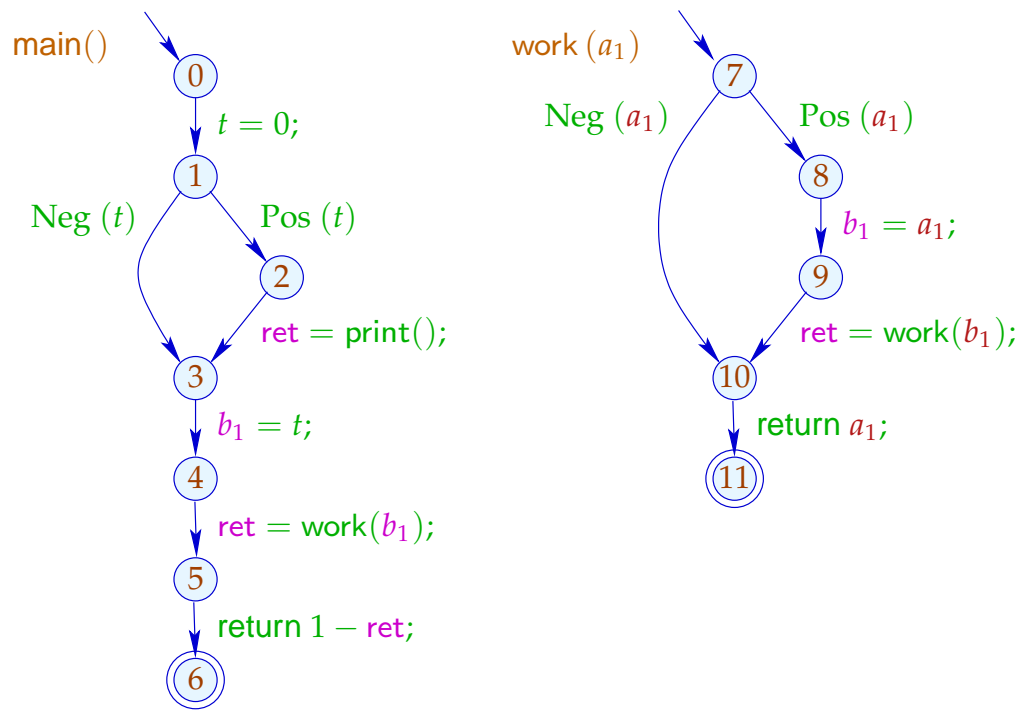 main()
0
t = 0;
1
Neg (t)
Pos (t)
2
ret = print();
3
b₁ = t;
4
ret = work(b₁);
5
return 1 − ret;
6
work (a₁)
7
Neg (a₁)
Pos (a₁)
8
b₁ = a₁;
9
ret = work(b₁);
10
return a₁;
11